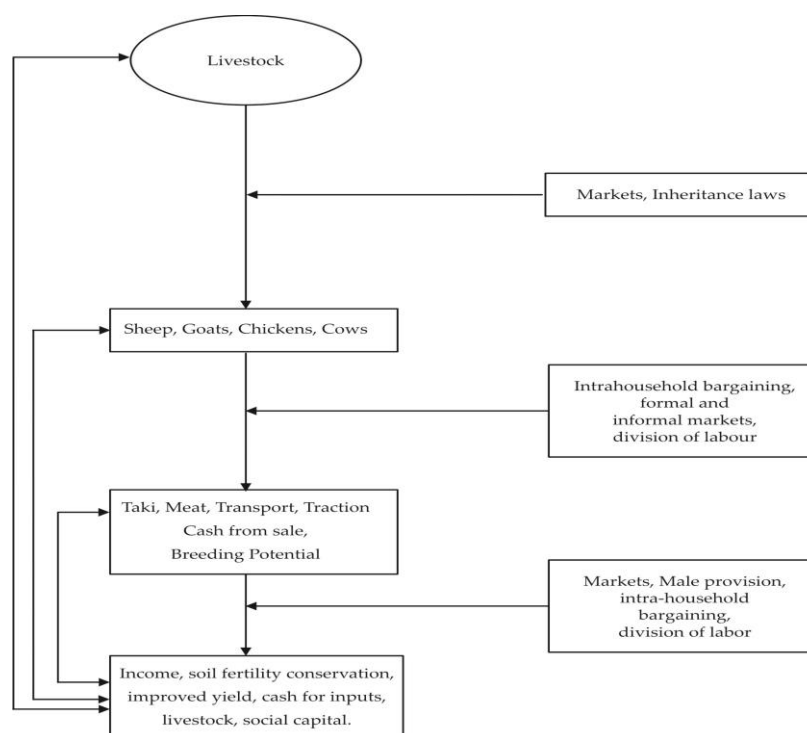 Livestock
Markets, Inheritance laws
Sheep, Goats, Chickens, Cows
Intrahousehold bargaining,
formal and
informal markets,
division of labour
Taki, Meat, Transport, Traction
Cash from sale,
Breeding Potential
Markets, Male provision,
intra-household
bargaining,
division of labor
Income, soil fertility conservation,
improved yield, cash for inputs,
livestock, social capital.